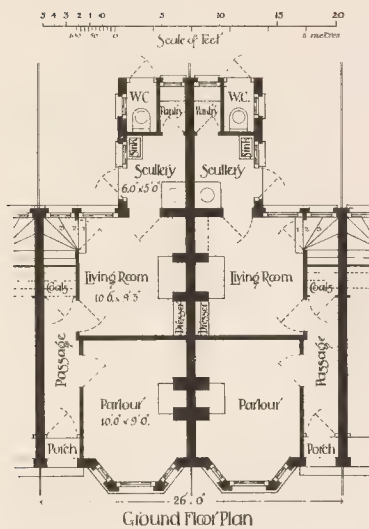 5 4 3 2 1 0 5 10 15 20
Scale of Feet
W.C. Pantry Pantry W.C.
Sink Sink
Scullery Scullery
6.0" x 5'0"
Living Room Living Room
10.6 x 9'3
Coals Coals
Dresser Dresser
Passage Passage
Parlour Parlour
10.0" x 9'0"
Porch Porch
26.0"
Ground Floor Plan